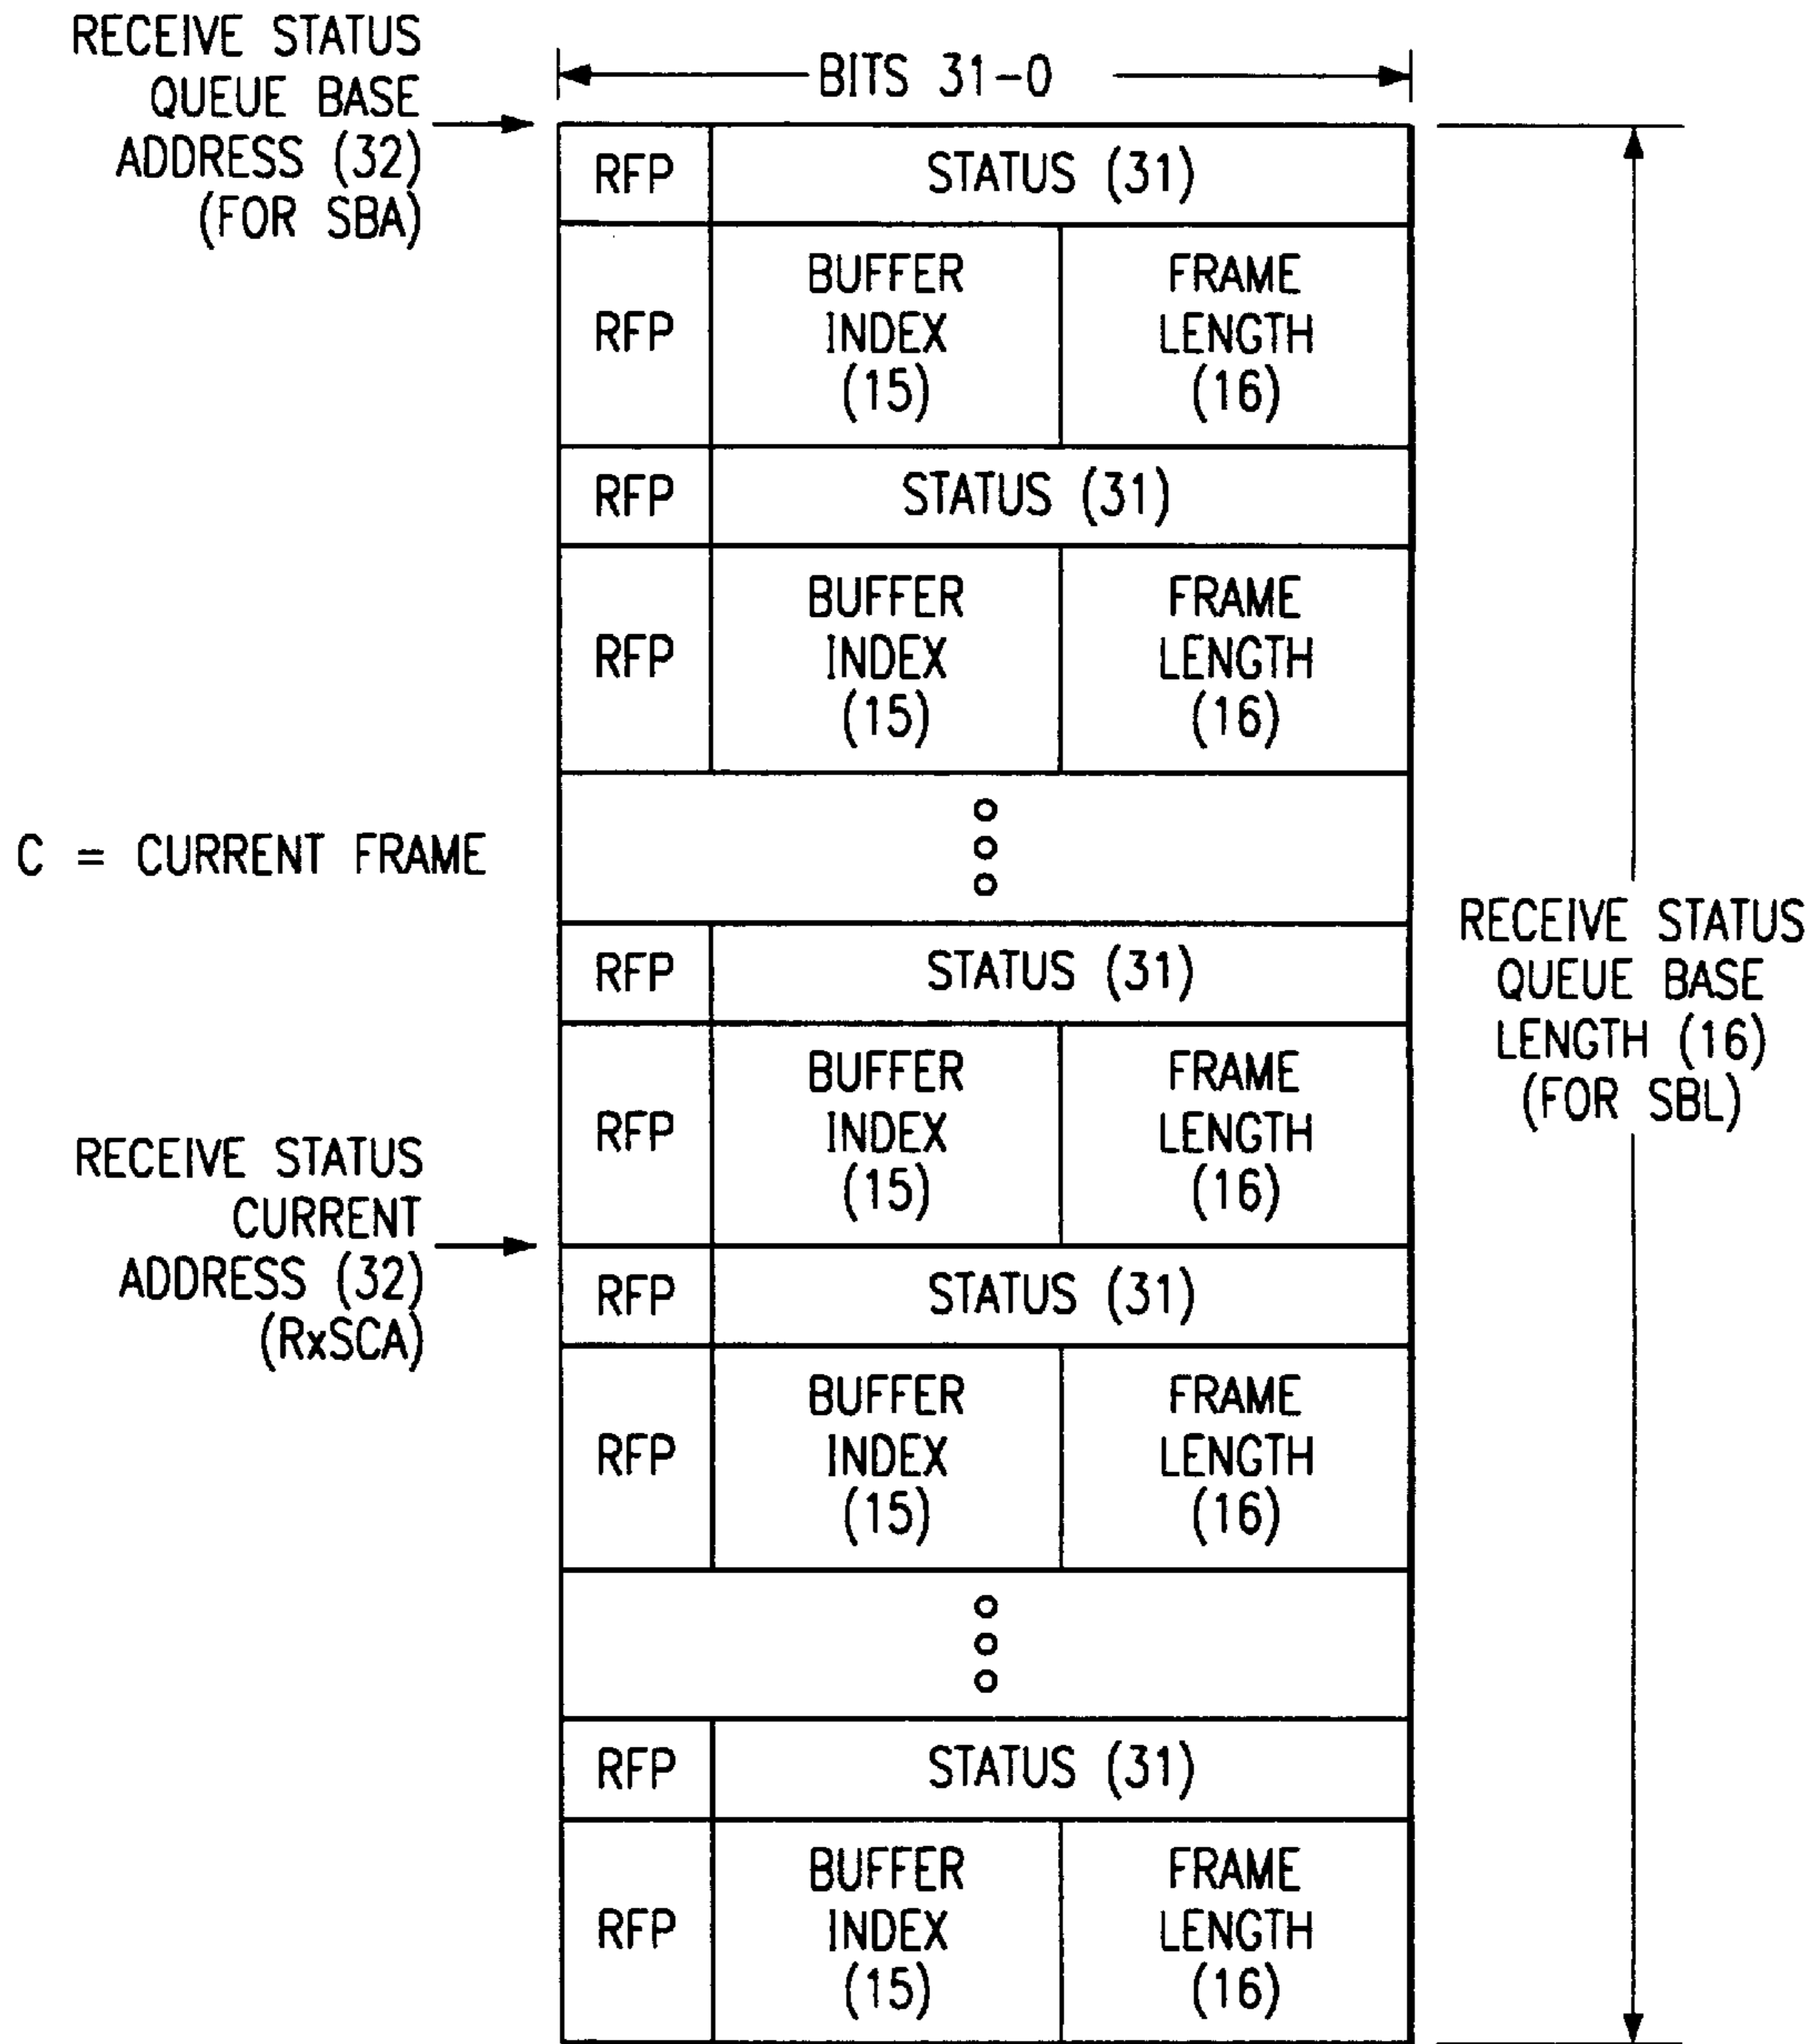 RECEIVE STATUS
QUEUE BASE
ADDRESS (32)
(FOR SBA)
BITS 31-0
RFP STATUS (31)
RFP BUFFER INDEX (15) FRAME LENGTH (16)
RFP STATUS (31)
RFP BUFFER INDEX (15) FRAME LENGTH (16)
C = CURRENT FRAME
RFP STATUS (31)
RFP BUFFER INDEX (15) FRAME LENGTH (16)
RECEIVE STATUS
QUEUE BASE
LENGTH (16)
(FOR SBL)
RECEIVE STATUS
CURRENT
ADDRESS (32)
(RxSCA)
RFP STATUS (31)
RFP BUFFER INDEX (15) FRAME LENGTH (16)
RFP STATUS (31)
RFP BUFFER INDEX (15) FRAME LENGTH (16)